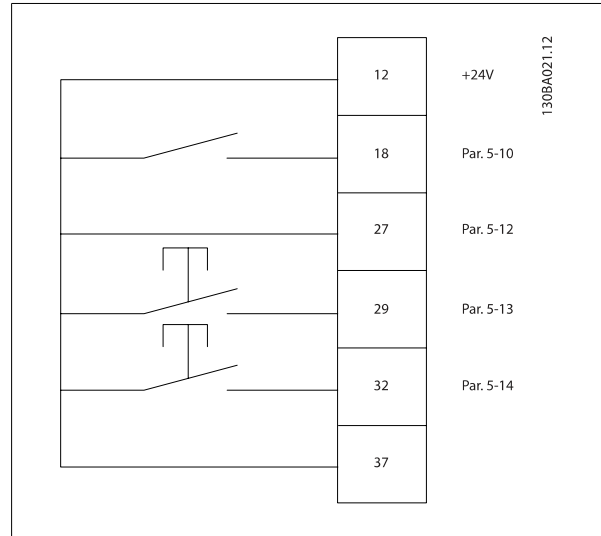 12 +24V
18 Par. 5-10
27 Par. 5-12
29 Par. 5-13
32 Par. 5-14
37
130BA021.12